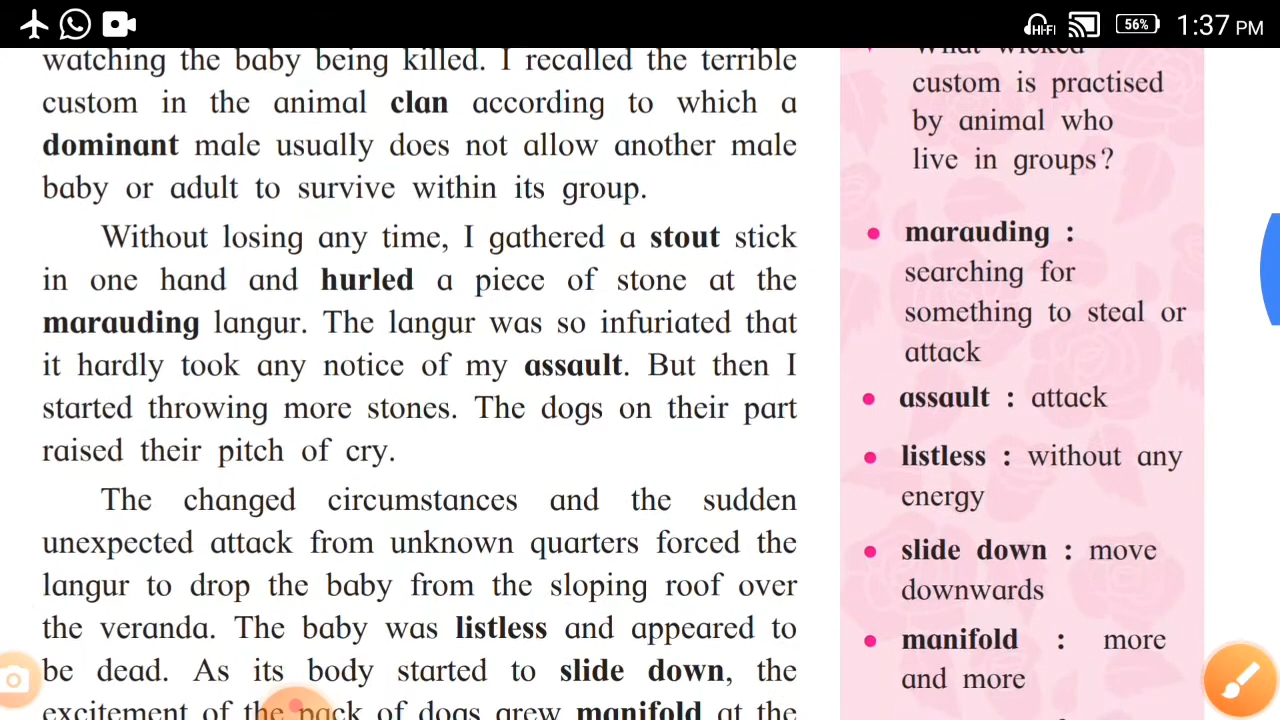 HI-FI
56%
1:37 PM
watching the baby being killed. I recalled the terrible
custom in the animal clan according to which a
dominant male usually does not allow another male
baby or adult to survive within its group.
Without losing any time, I gathered a stout stick
in one hand and hurled a piece of stone at the
marauding langur. The langur was so infuriated that
it hardly took any notice of my assault. But then I
started throwing more stones. The dogs on their part
raised their pitch of cry.
The changed circumstances and the sudden
unexpected attack from unknown quarters forced the
langur to drop the baby from the sloping roof over
the veranda. The baby was listless and appeared to
be dead. As its body started to slide down, the
excitement of the pack of dogs grew manifold at the
What wicked
custom is practised
by animal who
live in groups?
marauding :
searching for
something to steal or
attack
assault : attack
listless : without any
energy
slide down : move
downwards
manifold : more
and more